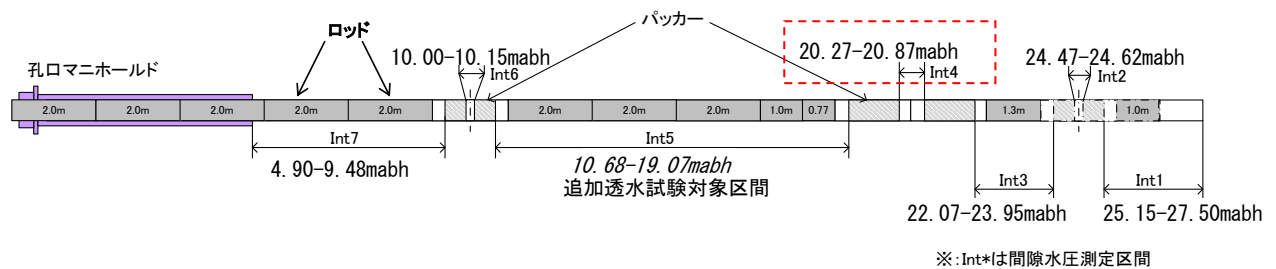 パッカー
ロッド
10.00-10.15mabh
20.27-20.87mabh
24.47-24.62mabh
孔口マニホールド
Int6
Int4
Int2
2.0m 2.0m 2.0m 2.0m 2.0m 2.0m 2.0m 2.0m 1.0m 0.77 1.3m 1.0m
Int7
Int5
4.90-9.48mabh
10.68-19.07mabh
追加透水試験対象区間
Int3
Int1
22.07-23.95mabh
25.15-27.50mabh
※:Int*は間隙水圧測定区間